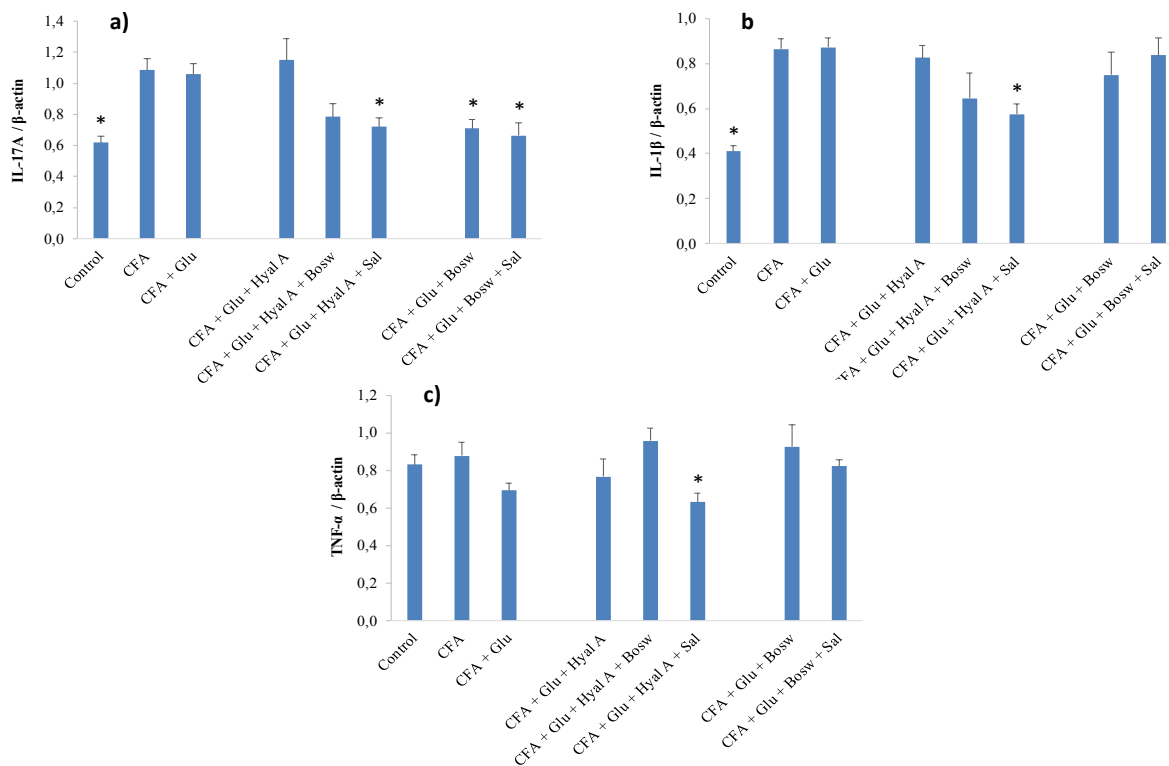 a)
1,4
1,2
1,0
0,8
0,6
0,4
0,2
0,0
IL-17A / β-actin
*
*
*
*
Control
CFA
CFA + Glu
CFA + Glu + Hyal A
CFA + Glu + Hyal A + Bosw
CFA + Glu + Hyal A + Sal
CFA + Glu + Bosw
CFA + Glu + Bosw + Sal
b
1,0
0,8
0,6
0,4
0,2
0,0
IL-1β / β-actin
*
*
Control
CFA
CFA + Glu
CFA + Glu + Hyal A
CFA + Glu + Hyal A + Bosw
CFA + Glu + Hyal A + Sal
CFA + Glu + Bosw
CFA + Glu + Bosw + Sal
c)
1,2
1,0
0,8
0,6
0,4
0,2
0,0
TNF-α / β-actin
*
Control
CFA
CFA + Glu
CFA + Glu + Hyal A
CFA + Glu + Hyal A + Bosw
CFA + Glu + Hyal A + Sal
CFA + Glu + Bosw
CFA + Glu + Bosw + Sal